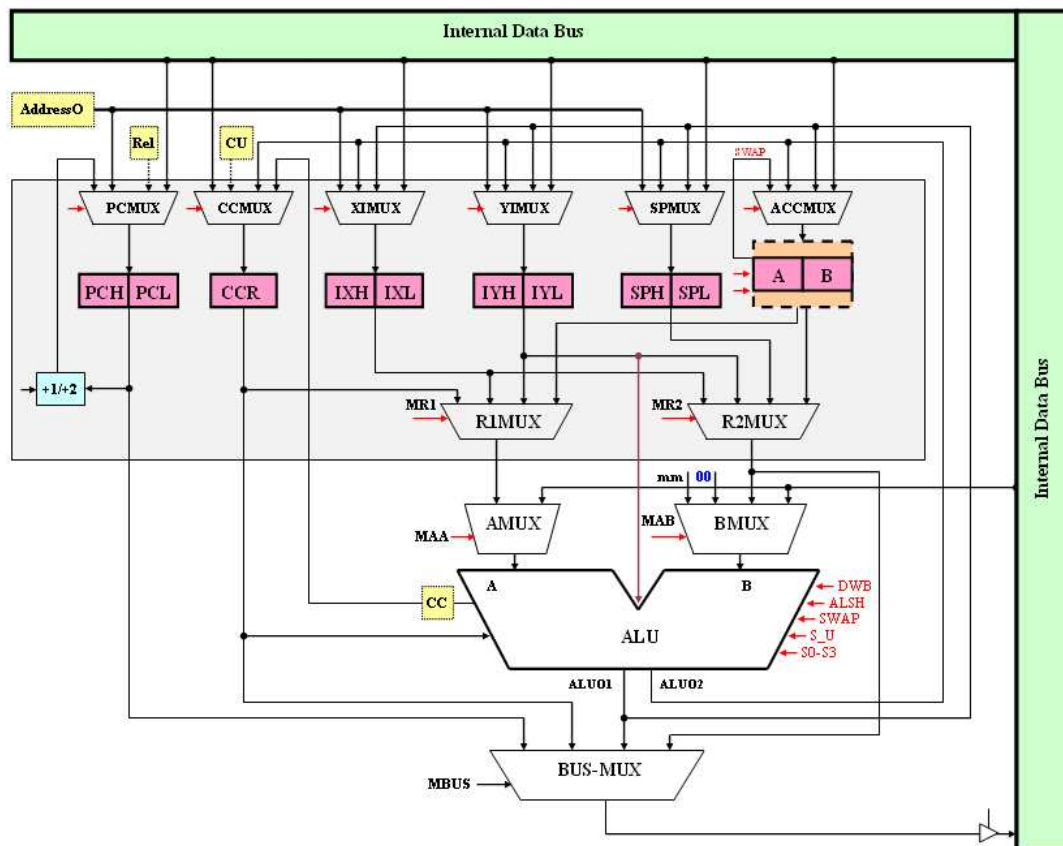 Internal Data Bus
AddressO
Rel
CU
SWAP
PCMUX
CCMUX
XIMUX
YIMUX
SPMUX
ACCMUX
PCH
PCL
CCR
IXH
IXL
IYH
IYL
SPH
SPL
A
B
+1/+2
MR1
R1MUX
MR2
R2MUX
mm
00
MAA
AMUX
MAB
BMUX
A
B
CC
ALU
DWB
ALSH
SWAP
S_U
S0-S3
ALUO1
ALUO2
BUS-MUX
MBUS
Internal Data Bus